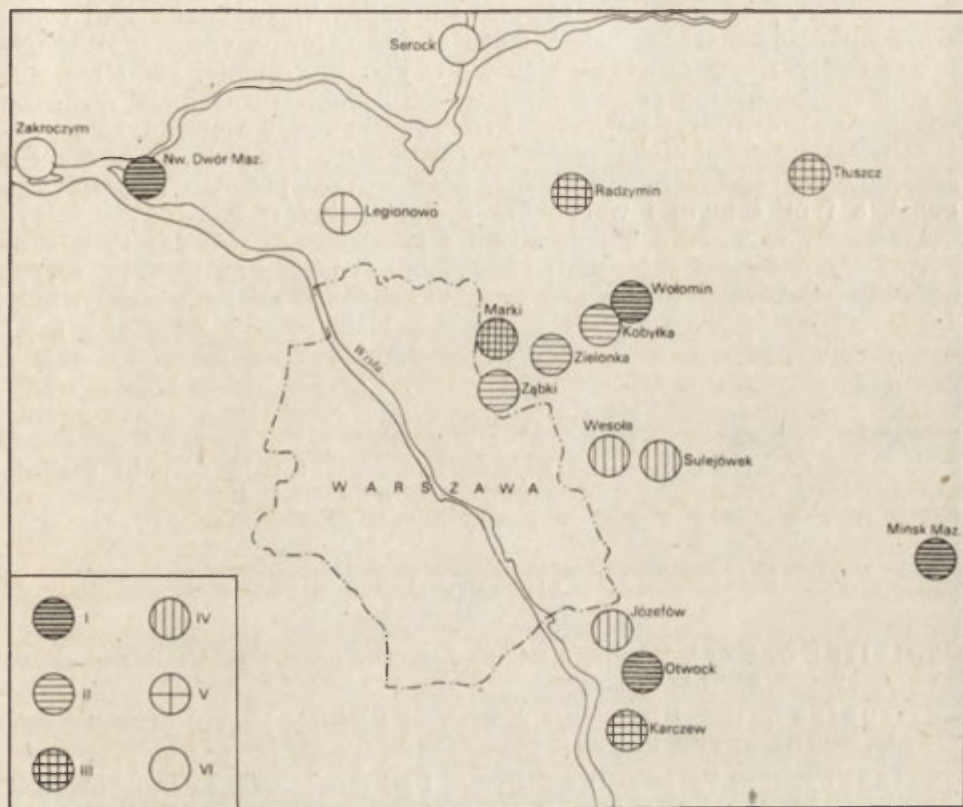 Serock
Zakroczym
Nw. Dwór Maz.
Legionowo
Radzymin
Tłuszcz
Wołomin
Marki
Kobyłka
Zielonka
Wisła
Ząbki
Wesoła
Sulejówek
WARSZAWA
Mińsk Maz.
Józefów
Otwock
Karczew
I
IV
II
V
III
VI